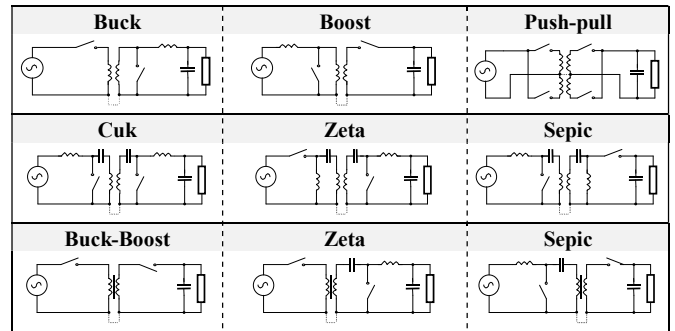 Buck Boost Push-pull
Cuk Zeta Sepic
Buck-Boost Zeta Sepic